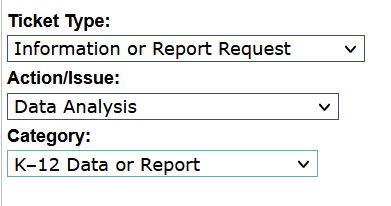 Ticket Type:
Information or Report Request
Action/Issue:
Data Analysis
Category:
K–12 Data or Report